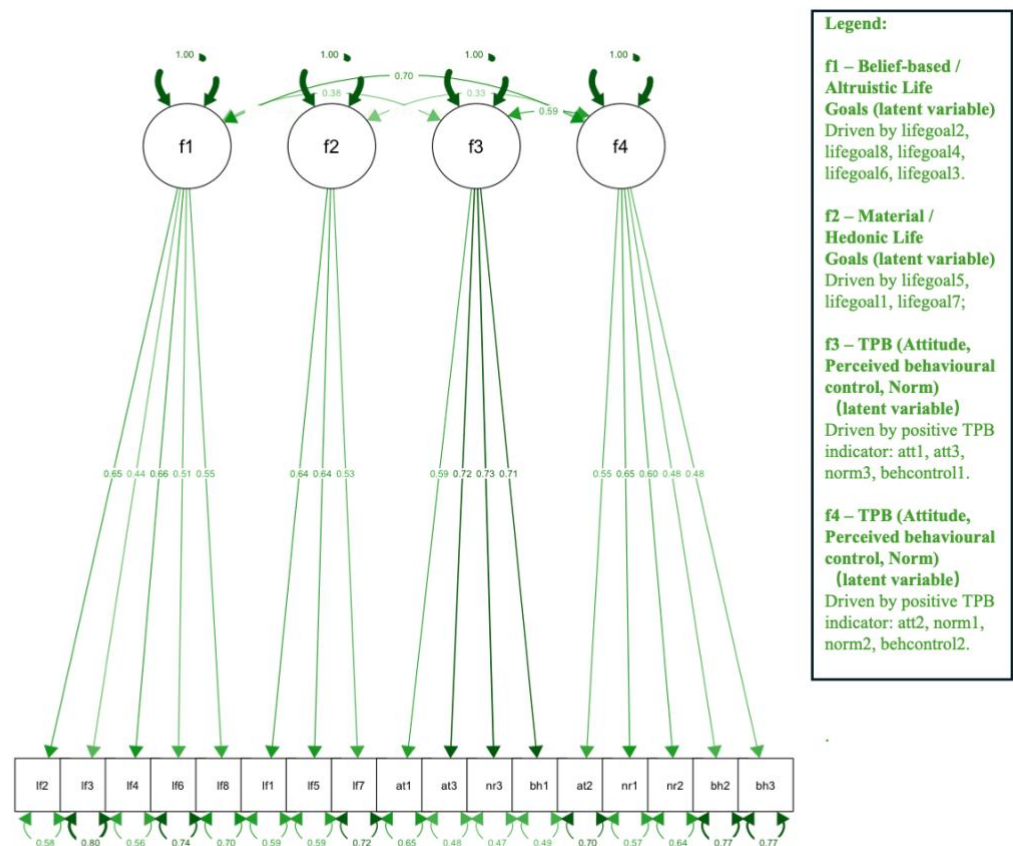 1.00 1.00 1.00 1.00
0.70
0.38 0.33
0.59
f1 f2 f3 f4
0.65 0.44 0.66 0.51 0.55 0.64 0.64 0.53 0.59 0.72 0.73 0.71 0.55 0.65 0.60 0.48 0.48
lf2 lf3 lf4 lf6 lf8 lf1 lf5 lf7 at1 at3 nr3 bh1 at2 nr1 nr2 bh2 bh3
0.58 0.80 0.56 0.74 0.70 0.59 0.59 0.72 0.65 0.48 0.47 0.49 0.70 0.57 0.64 0.77 0.77
Legend:
f1 – Belief-based /
Altruistic Life
Goals (latent variable)
Driven by lifegoal2,
lifegoal8, lifegoal4,
lifegoal6, lifegoal3.
f2 – Material /
Hedonic Life
Goals (latent variable)
Driven by lifegoal5,
lifegoal1, lifegoal7;
f3 – TPB (Attitude,
Perceived behavioural
control, Norm)
（latent variable）
Driven by positive TPB
indicator: att1, att3,
norm3, behcontrol1.
f4 – TPB (Attitude,
Perceived behavioural
control, Norm)
（latent variable）
Driven by positive TPB
indicator: att2, norm1,
norm2, behcontrol2.
.